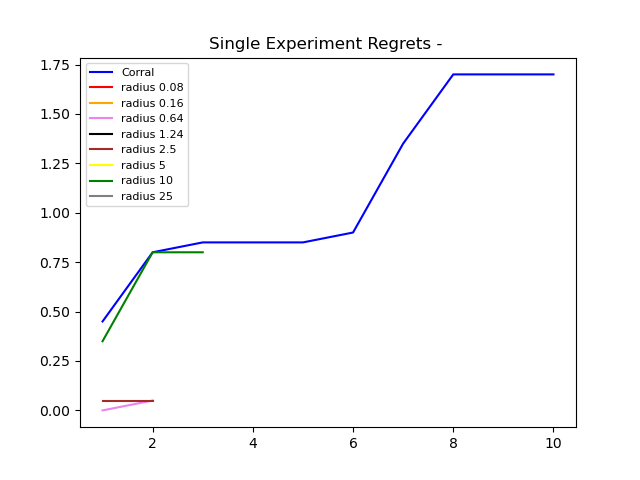 Single Experiment Regrets -
1.75
1.50
1.25
1.00
0.75
0.50
0.25
0.00
Corral
radius 0.08
radius 0.16
radius 0.64
radius 1.24
radius 2.5
radius 5
radius 10
radius 25
2 4 6 8 10